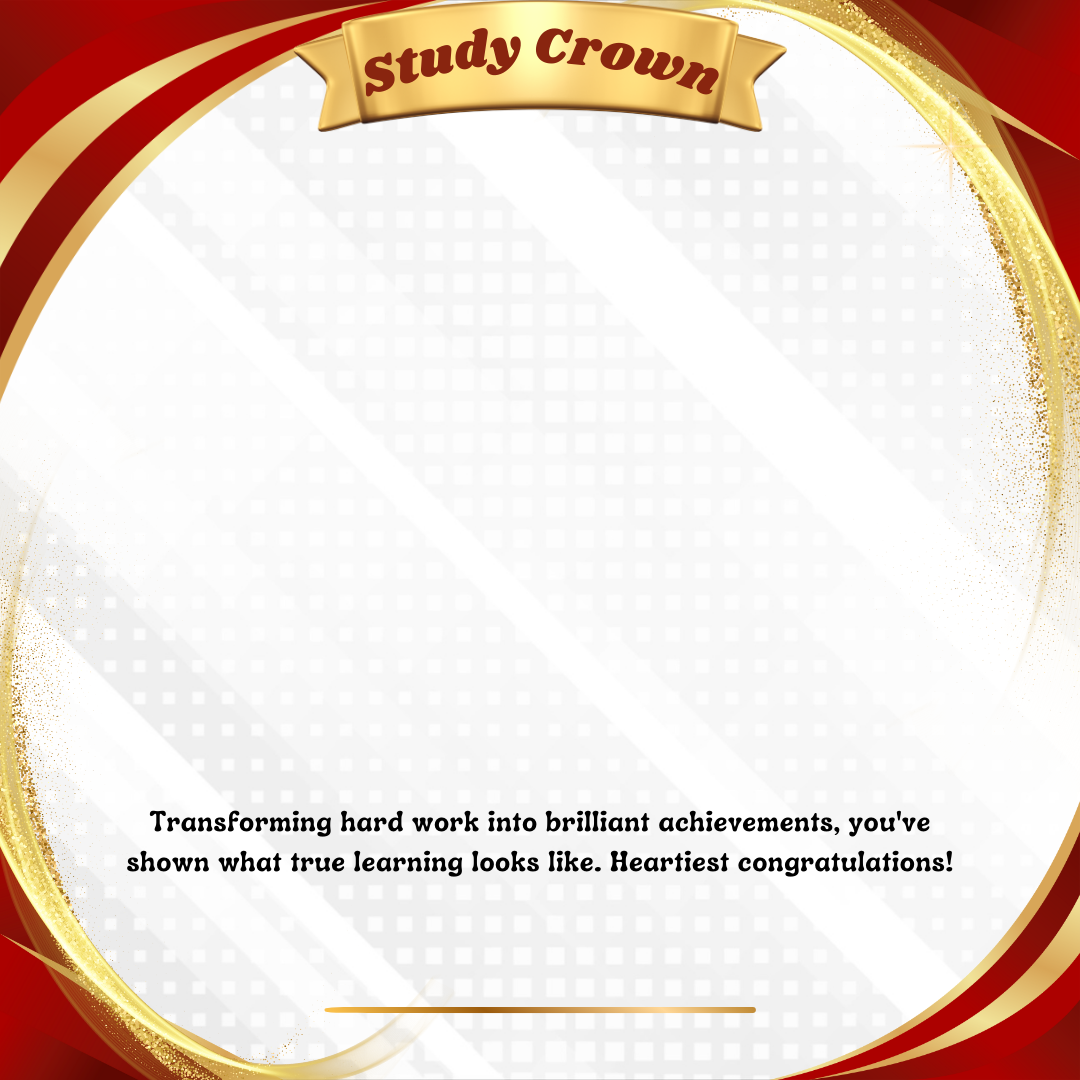 Study Crown
Transforming hard work into brilliant achievements, you've
shown what true learning looks like. Heartiest congratulations!